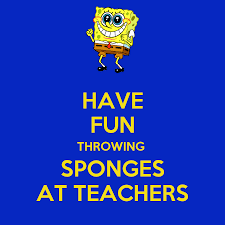 HAVE
FUN
THROWING
SPONGES
AT TEACHERS